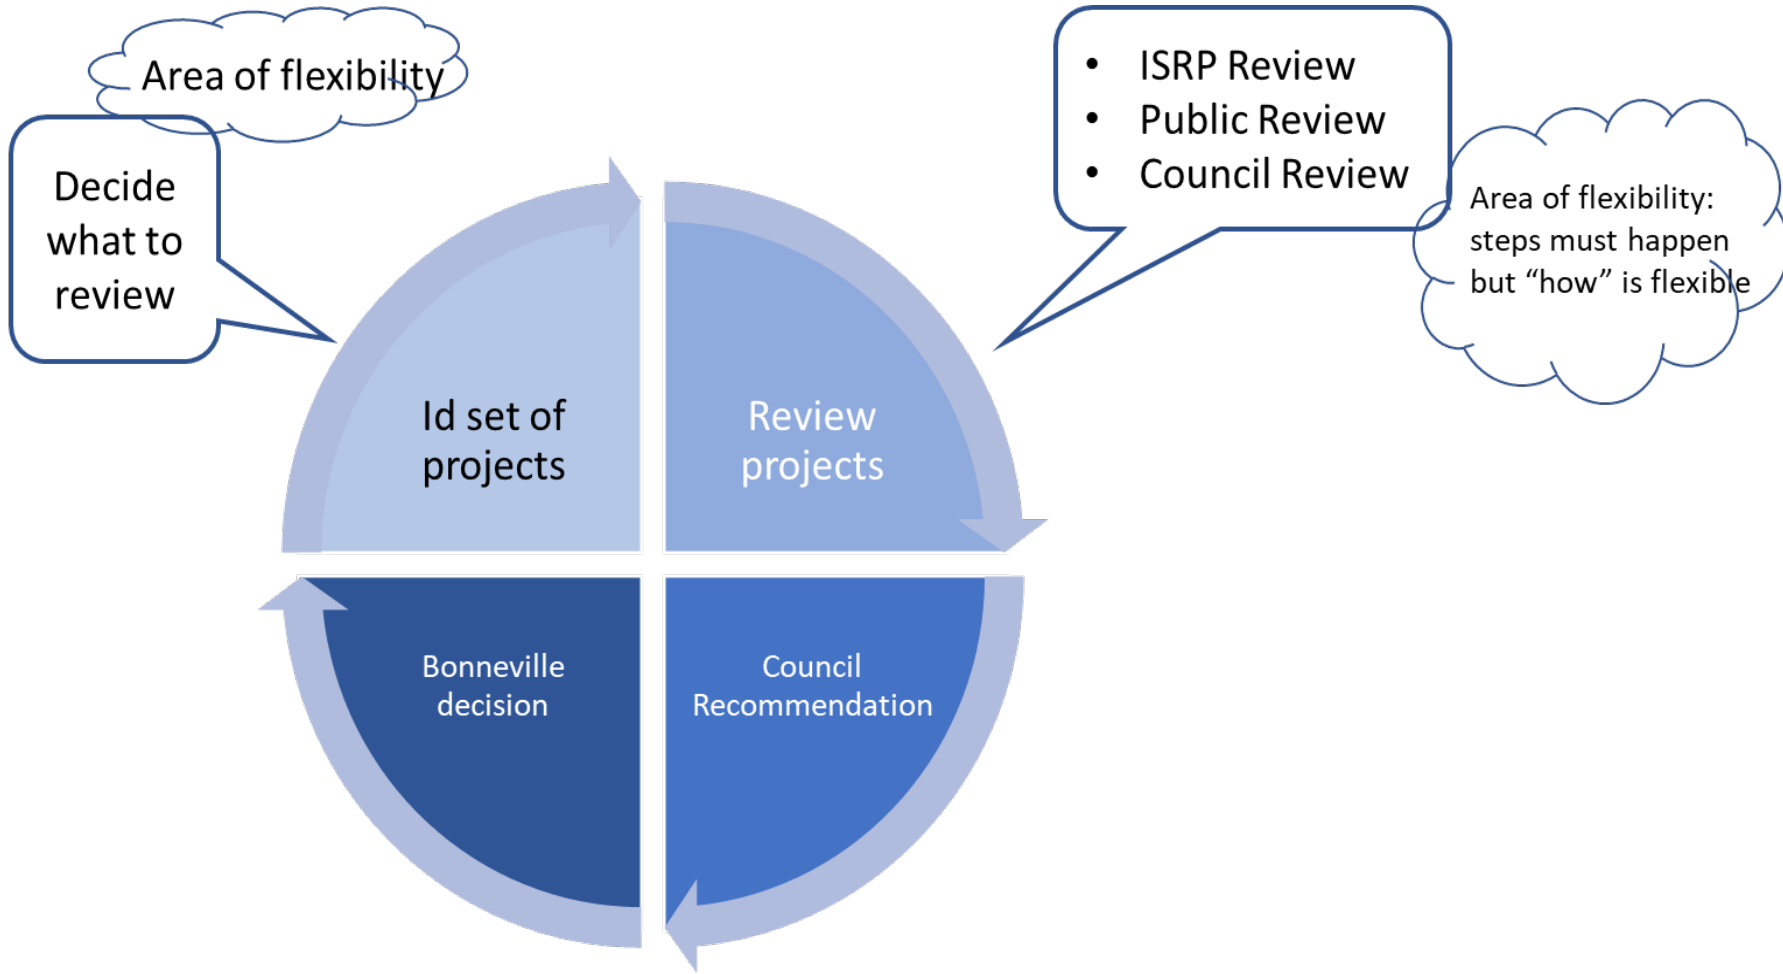 Area of flexibility
Decide
what to
review
• ISRP Review
• Public Review
• Council Review
Area of flexibility:
steps must happen
but “how” is flexible
Id set of
projects
Review
projects
Bonneville
decision
Council
Recommendation